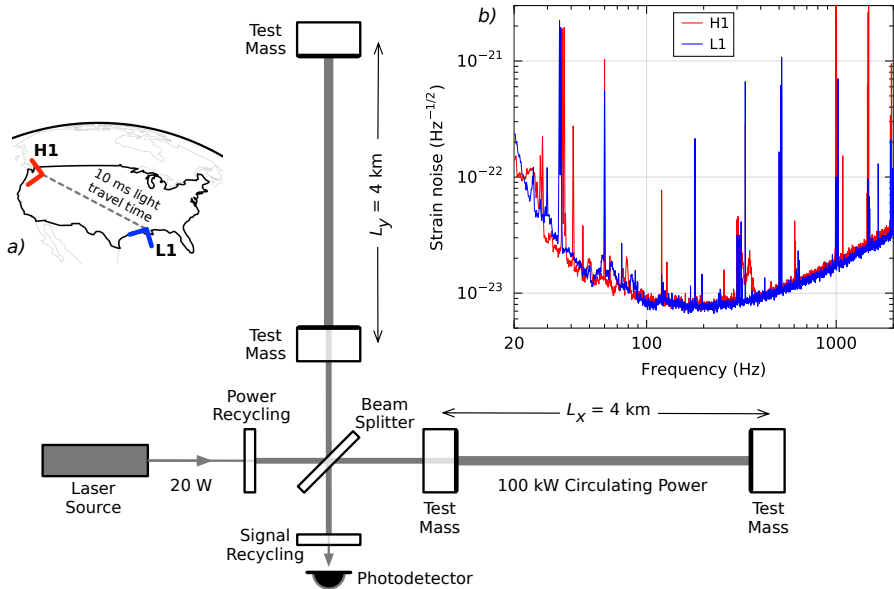 Test
Mass
b)
H1
L1
10⁻²¹
10⁻²²
10⁻²³
Strain noise (Hz⁻¹/²)
20
100
1000
Frequency (Hz)
H1
10 ms light
travel time
L1
a)
Ly = 4 km
Test
Mass
Power
Recycling
Beam
Splitter
Lx = 4 km
Laser
Source
20 W
100 kW Circulating Power
Test
Mass
Test
Mass
Signal
Recycling
Photodetector